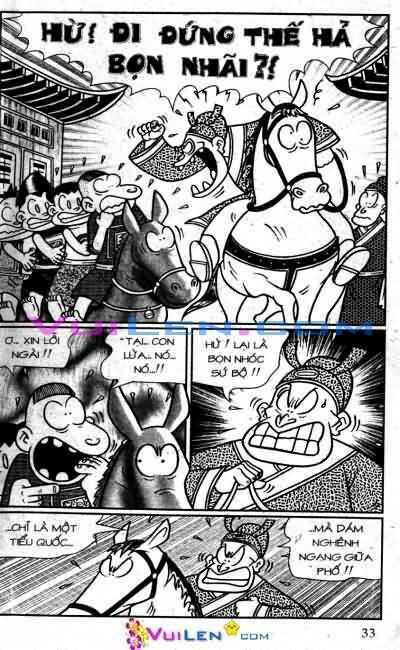 HỪ! ĐI ĐỨNG THẾ HẢ
BỌN NHÃI?!
VUILEN.COM
Ơ.. XIN LỖI
NGÀI!!
"TẠI.. CON
LỪA... NÓ...
NÓ...!!
HỪ! LẠI LÀ
BỌN NHÓC
SỨ BỘ!!
...CHỈ LÀ MỘT
TIỂU QUỐC...
...MÀ DÁM
NGHÊNH
NGANG GIỮA
PHỐ!!
33
VUILEN.COM